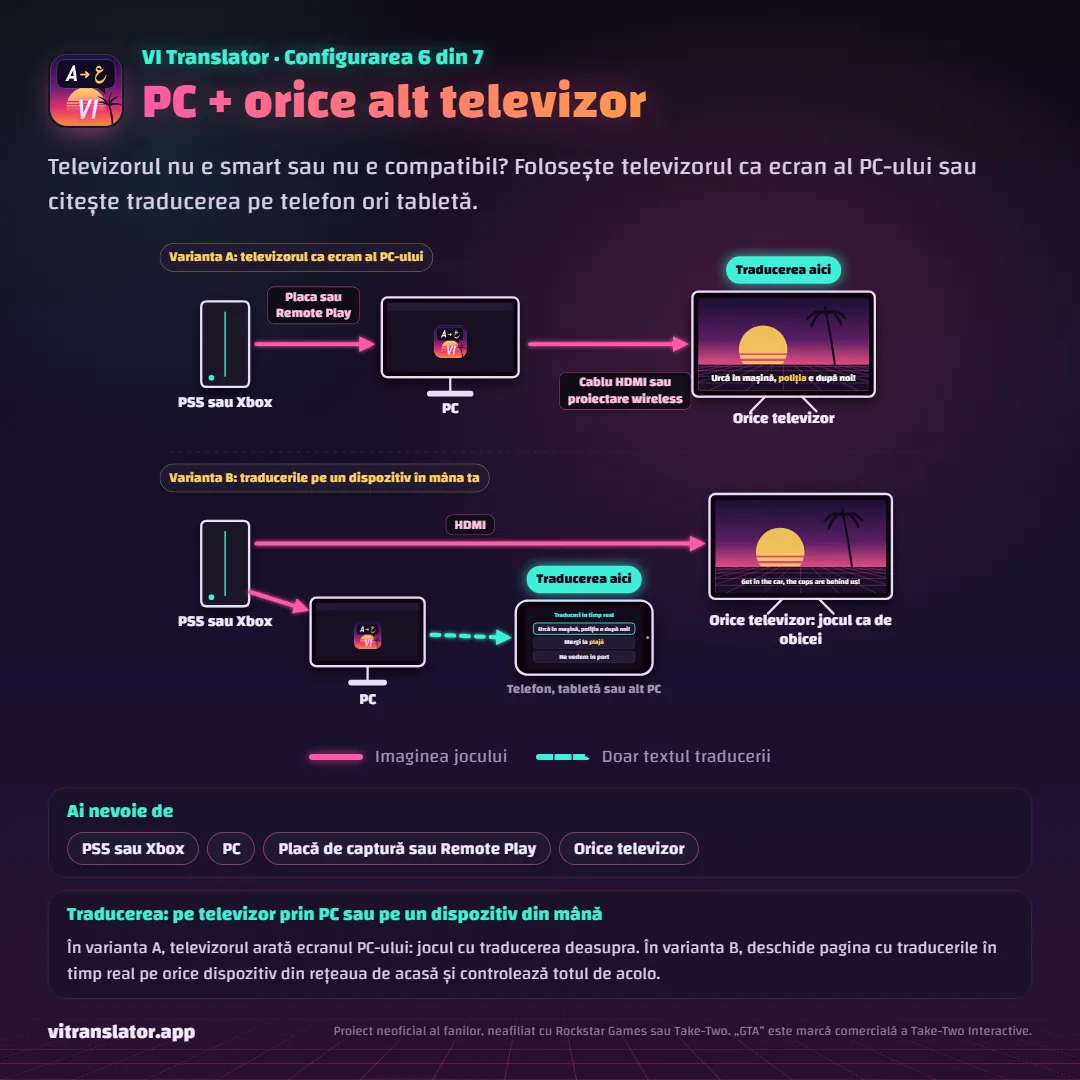 A → ع
VI
VI Translator · Configurarea 6 din 7
PC + orice alt televizor
Televizorul nu e smart sau nu e compatibil? Folosește televizorul ca ecran al PC-ului sau
citește traducerea pe telefon ori tabletă.
Varianta A: televizorul ca ecran al PC-ului
Traducerea aici
Placa sau
Remote Play
A → ع
VI
Urcă în mașină, poliția e după noi!
Cablu HDMI sau
proiectare wireless
PS5 sau Xbox
PC
Orice televizor
Varianta B: traducerile pe un dispozitiv în mâna ta
HDMI
Traducerea aici
Get in the car, the cops are behind us!
PS5 sau Xbox
A → ع
VI
Traduceri în timp real
Urcă în mașină, poliția e după noi!
Mergi la plajă
Ne vedem în port
Orice televizor: jocul ca de
obicei
PC
Telefon, tabletă sau alt PC
Imaginea jocului
Doar textul traducerii
Ai nevoie de
PS5 sau Xbox
PC
Placă de captură sau Remote Play
Orice televizor
Traducerea: pe televizor prin PC sau pe un dispozitiv din mână
În varianta A, televizorul arată ecranul PC-ului: jocul cu traducerea deasupra. În varianta B, deschide pagina cu traducerile în
timp real pe orice dispozitiv din rețeaua de acasă și controlează totul de acolo.
vitranslator.app
Proiect neoficial al fanilor, neafiliat cu Rockstar Games sau Take-Two. „GTA” este marcă comercială a Take-Two Interactive.